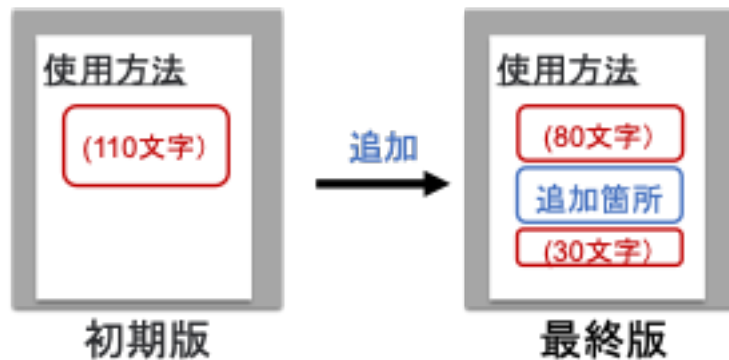 使用方法
(110文字)
初期版
追加
使用方法
(80文字)
追加箇所
(30文字)
最終版